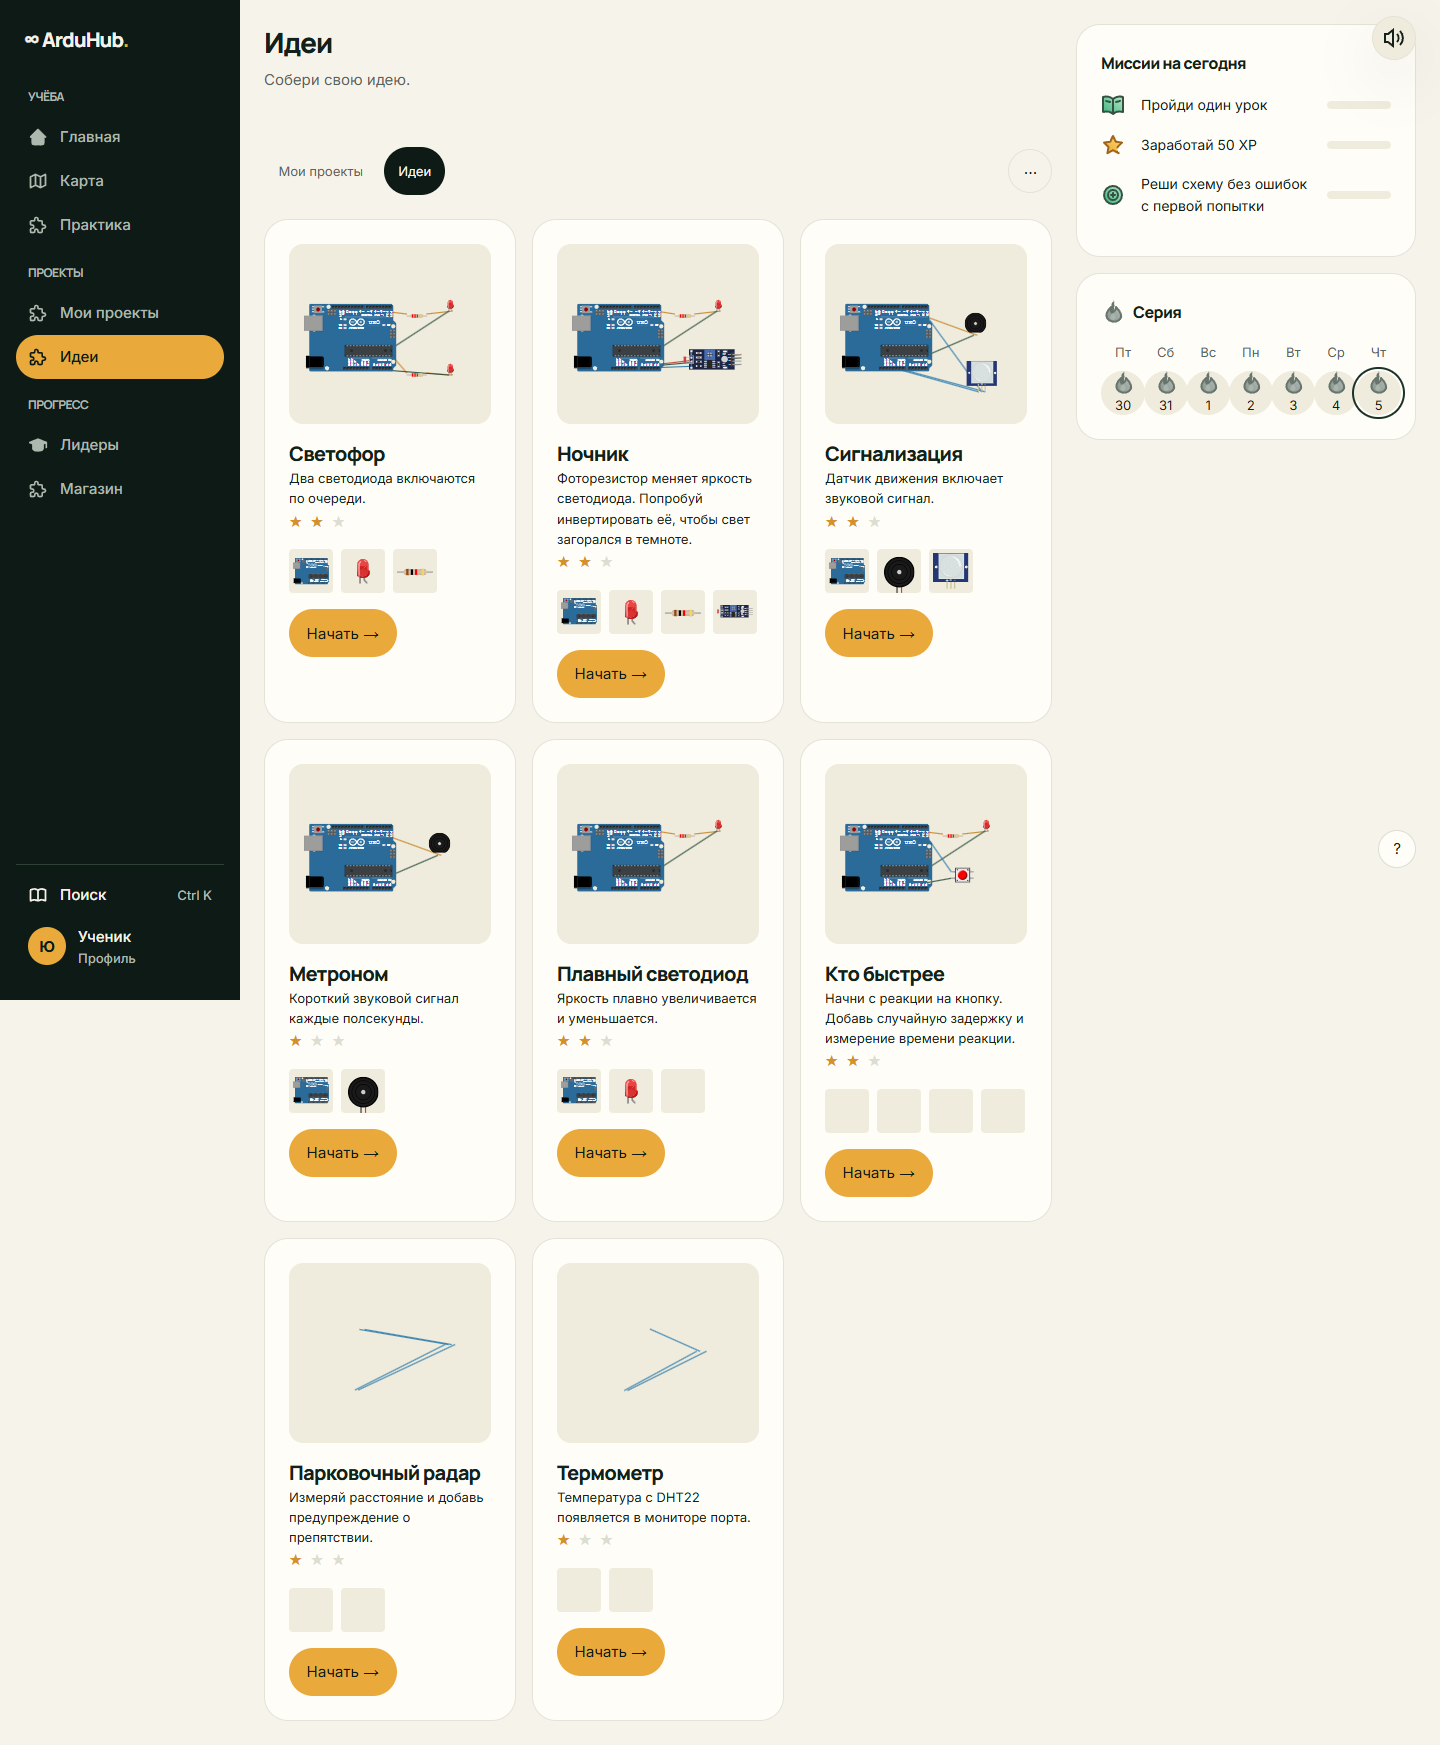 ArduHub.
УЧЁБА
Главная
Карта
Практика
ПРОЕКТЫ
Мои проекты
Идеи
ПРОГРЕСС
Лидеры
Магазин
Поиск
Ctrl K
Ю
Ученик
Профиль
Идеи
Собери свою идею.
Мои проекты
Идеи
...
Светофор
Два светодиода включаются
по очереди.
Начать →
Ночник
Фоторезистор меняет яркость
светодиода. Попробуй
инвертировать её, чтобы свет
загорался в темноте.
Начать →
Сигнализация
Датчик движения включает
звуковой сигнал.
Начать →
Метроном
Короткий звуковой сигнал
каждые полсекунды.
Начать →
Плавный светодиод
Яркость плавно увеличивается
и уменьшается.
Начать →
Кто быстрее
Начни с реакции на кнопку.
Добавь случайную задержку и
измерение времени реакции.
Начать →
Парковочный радар
Измеряй расстояние и добавь
предупреждение о
препятствии.
Начать →
Термометр
Температура с DHT22
появляется в мониторе порта.
Начать →
Миссии на сегодня
Пройди один урок
Заработай 50 XP
Реши схему без ошибок
с первой попытки
Серия
Пт Сб Вс Пн Вт Ср Чт
30 31 1 2 3 4 5
?